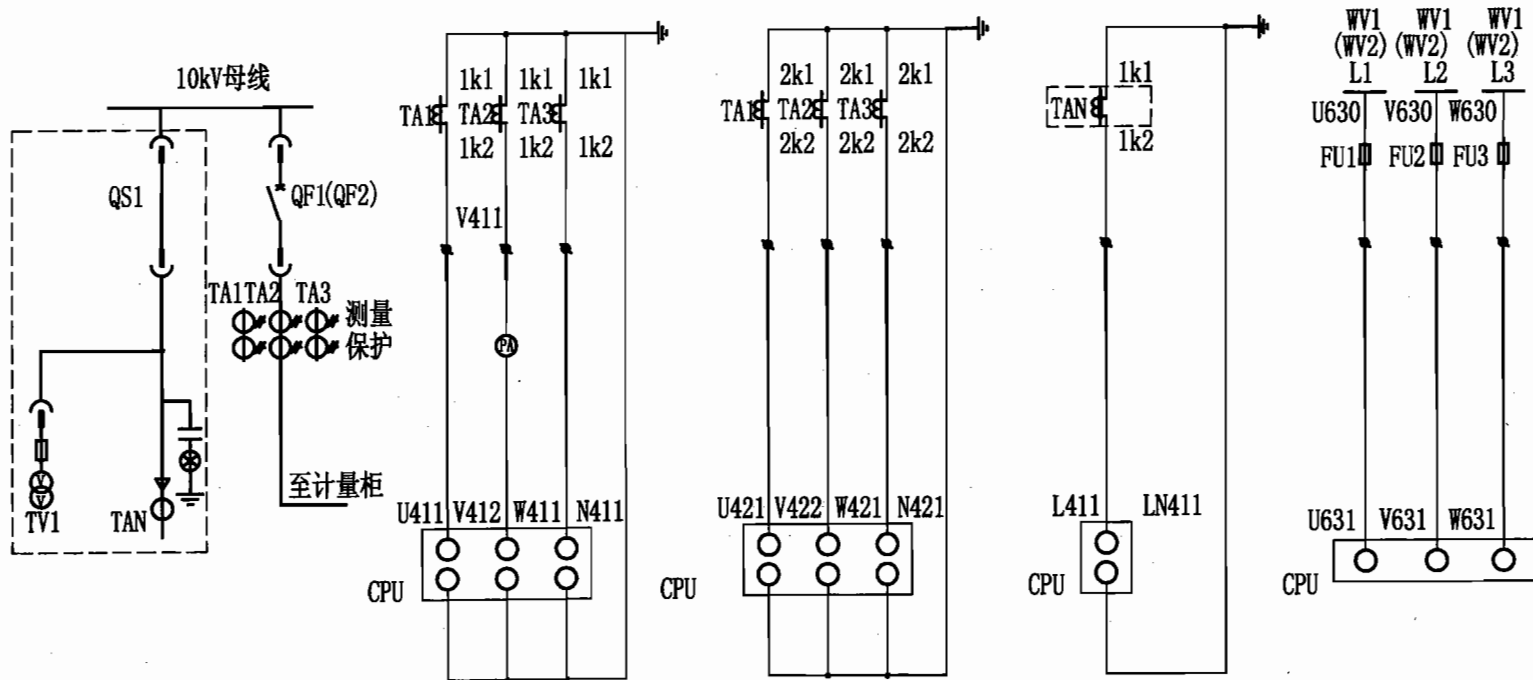 10kV母线
QS1
QF1(QF2)
TA1TA2 TA3
测量
保护
至计量柜
TV1
TAN
1k1 1k1 1k1
TA1 TA2 TA3
1k2 1k2 1k2
V411
PA
U411 V412 W411 N411
CPU
2k1 2k1 2k1
TA1 TA2 TA3
2k2 2k2 2k2
U421 V422 W421 N421
CPU
1k1
TAN
1k2
L411 LN411
CPU
WV1 WV1 WV1
(WV2) (WV2) (WV2)
L1 L2 L3
U630 V630 W630
FU1 FU2 FU3
U631 V631 W631
CPU